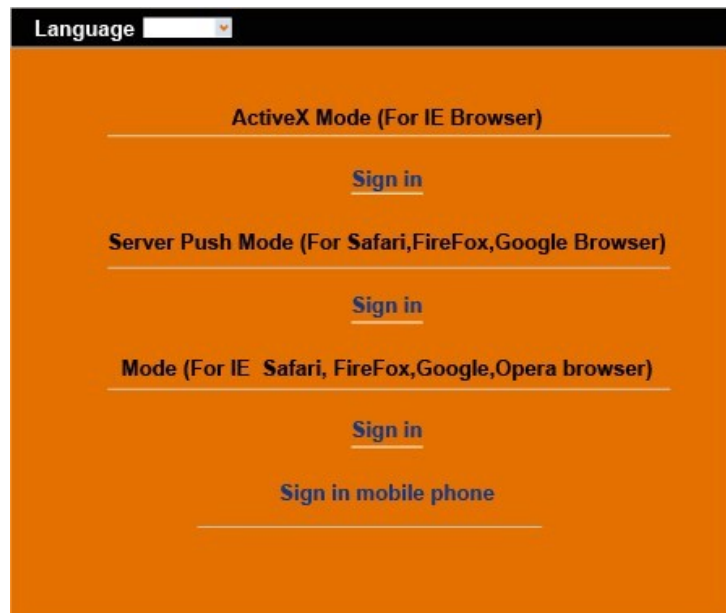 Language
ActiveX Mode (For IE Browser)
Sign in
Server Push Mode (For Safari,FireFox,Google Browser)
Sign in
Mode (For IE Safari, FireFox,Google,Opera browser)
Sign in
Sign in mobile phone